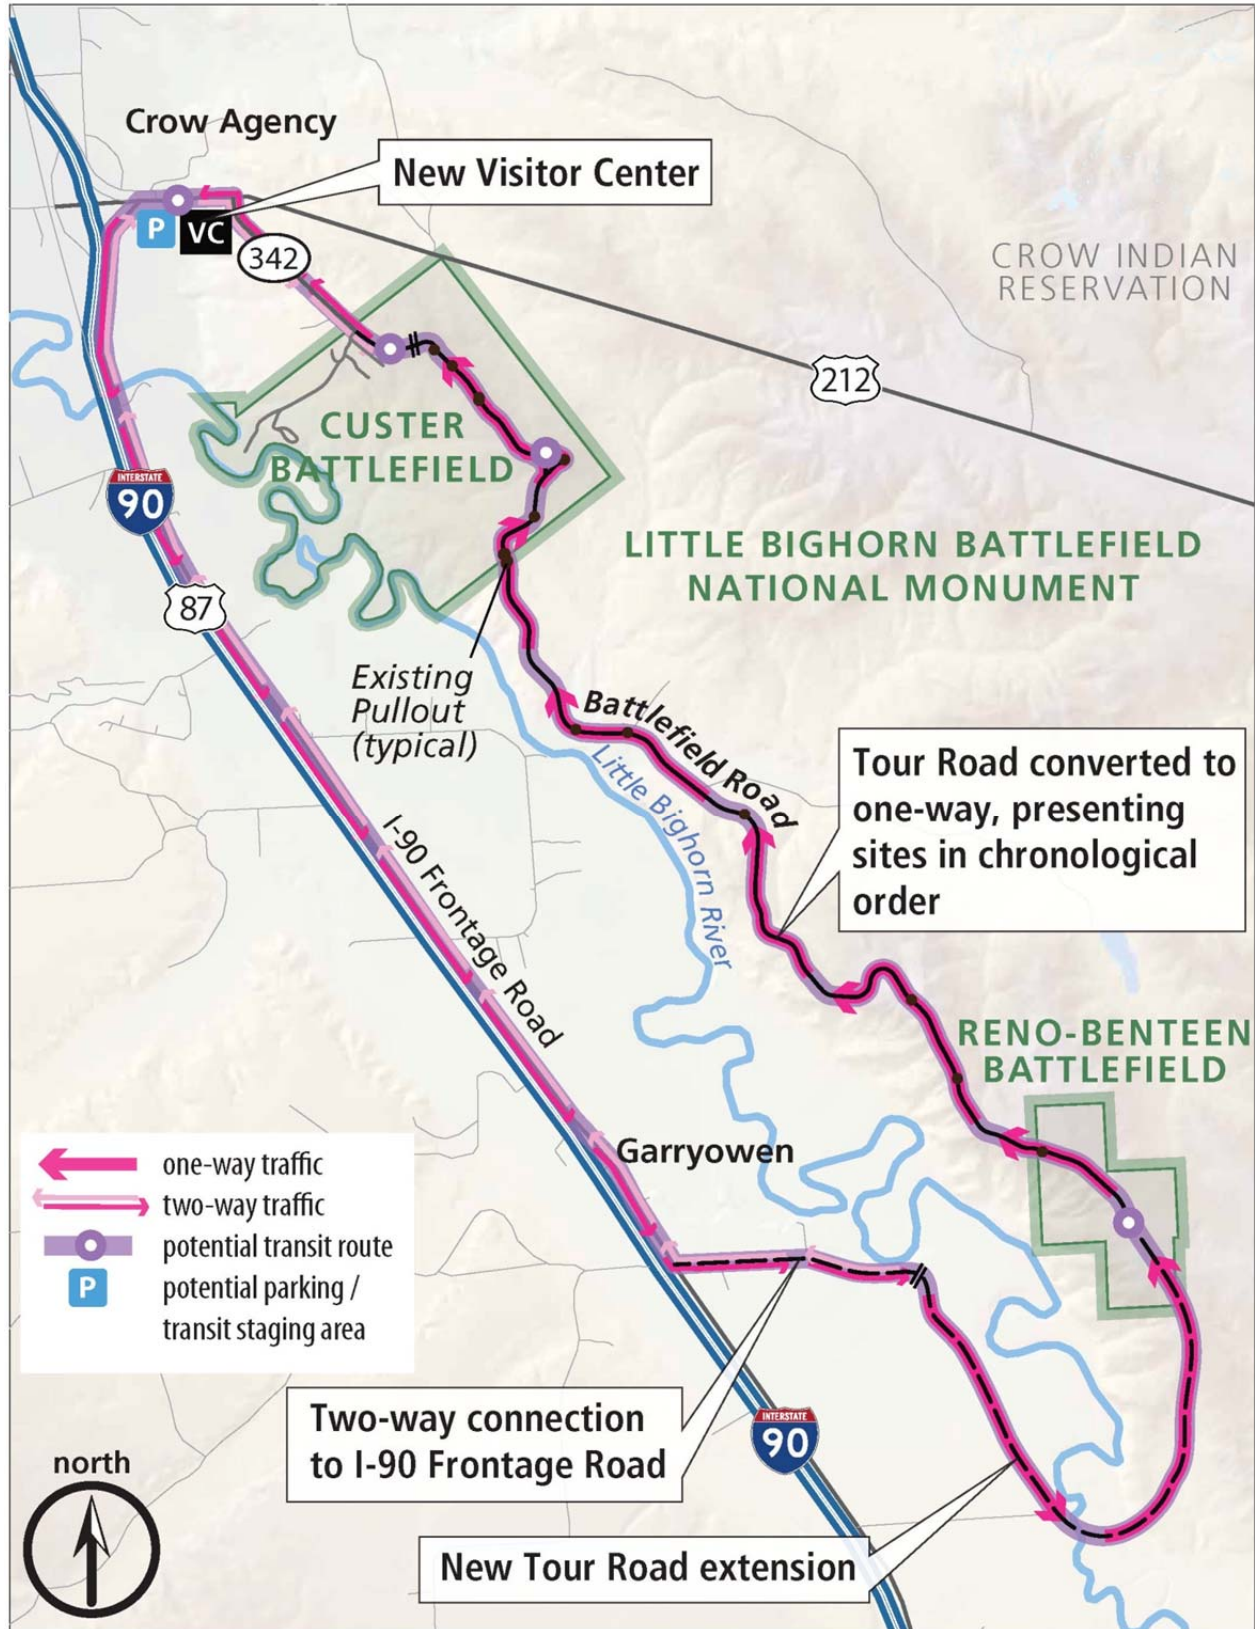 Crow Agency
New Visitor Center
P
VC
342
CROW INDIAN
RESERVATION
212
CUSTER
BATTLEFIELD
INTERSTATE
90
LITTLE BIGHORN BATTLEFIELD
NATIONAL MONUMENT
87
Existing
Pullout
(typical)
Battlefield Road
Little Bighorn River
Tour Road converted to
one-way, presenting
sites in chronological
order
I-90 Frontage Road
RENO-BENTEEN
BATTLEFIELD
Garryowen
one-way traffic
two-way traffic
potential transit route
P
potential parking /
transit staging area
Two-way connection
to I-90 Frontage Road
INTERSTATE
90
north
New Tour Road extension